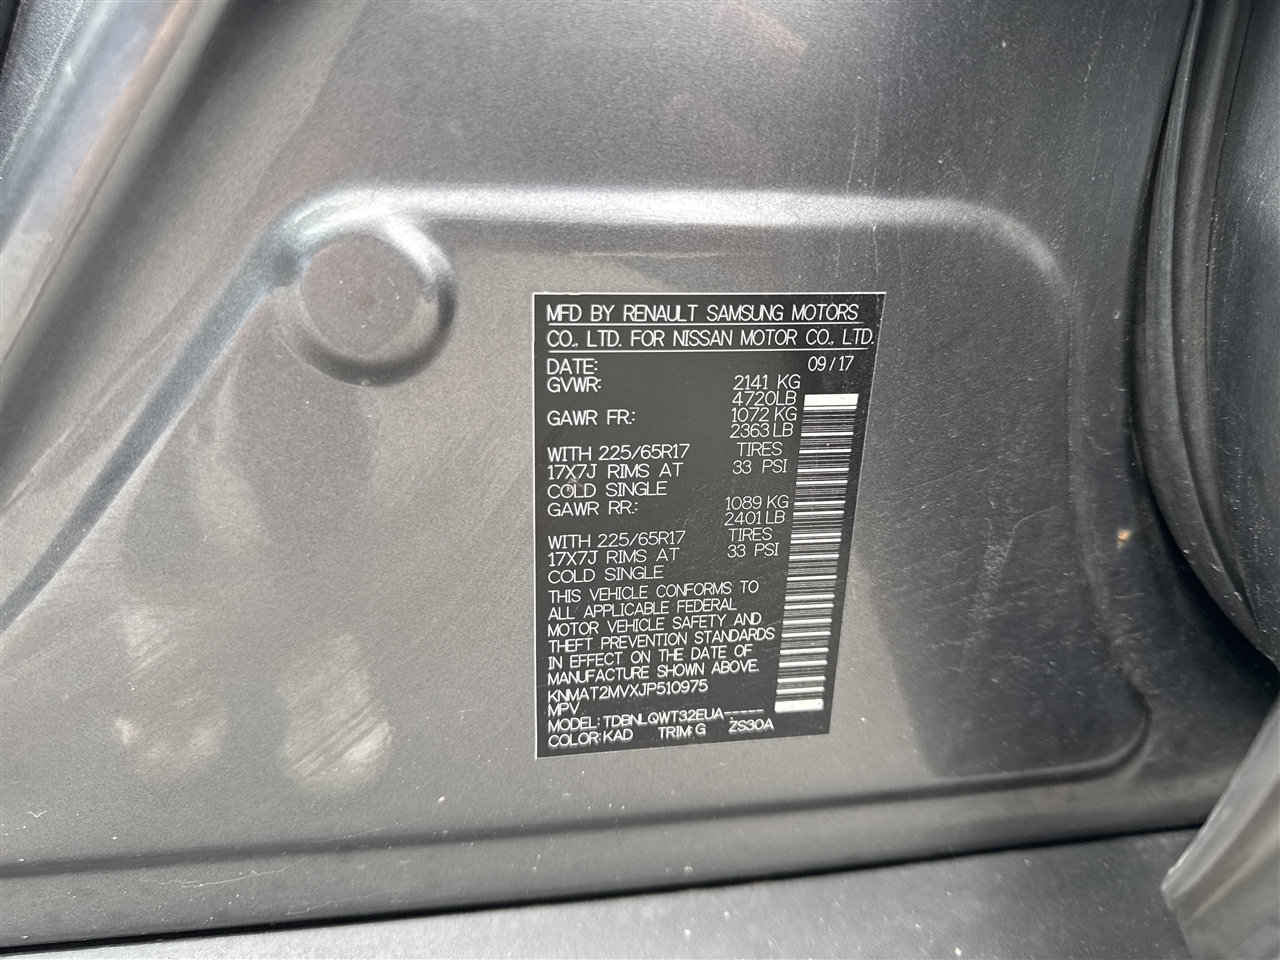 MFD BY RENAULT SAMSUNG MOTORS
CO., LTD. FOR NISSAN MOTOR CO., LTD.
DATE: 09/17
GVWR: 2141 KG
4720LB
GAWR FR.: 1072 KG
2363 LB
WITH 225/65R17 TIRES
17X7J RIMS AT 33 PSI
COLD SINGLE
GAWR RR.: 1089 KG
2401 LB
WITH 225/65R17 TIRES
17X7J RIMS AT 33 PSI
COLD SINGLE
THIS VEHICLE CONFORMS TO
ALL APPLICABLE FEDERAL
MOTOR VEHICLE SAFETY AND
THEFT PREVENTION STANDARDS
IN EFFECT ON THE DATE OF
MANUFACTURE SHOWN ABOVE.
KNMAT2MVXJP510975
MPV
MODEL: TDBNLQWT32EUA-----
COLOR: KAD TRIM: G ZS30A